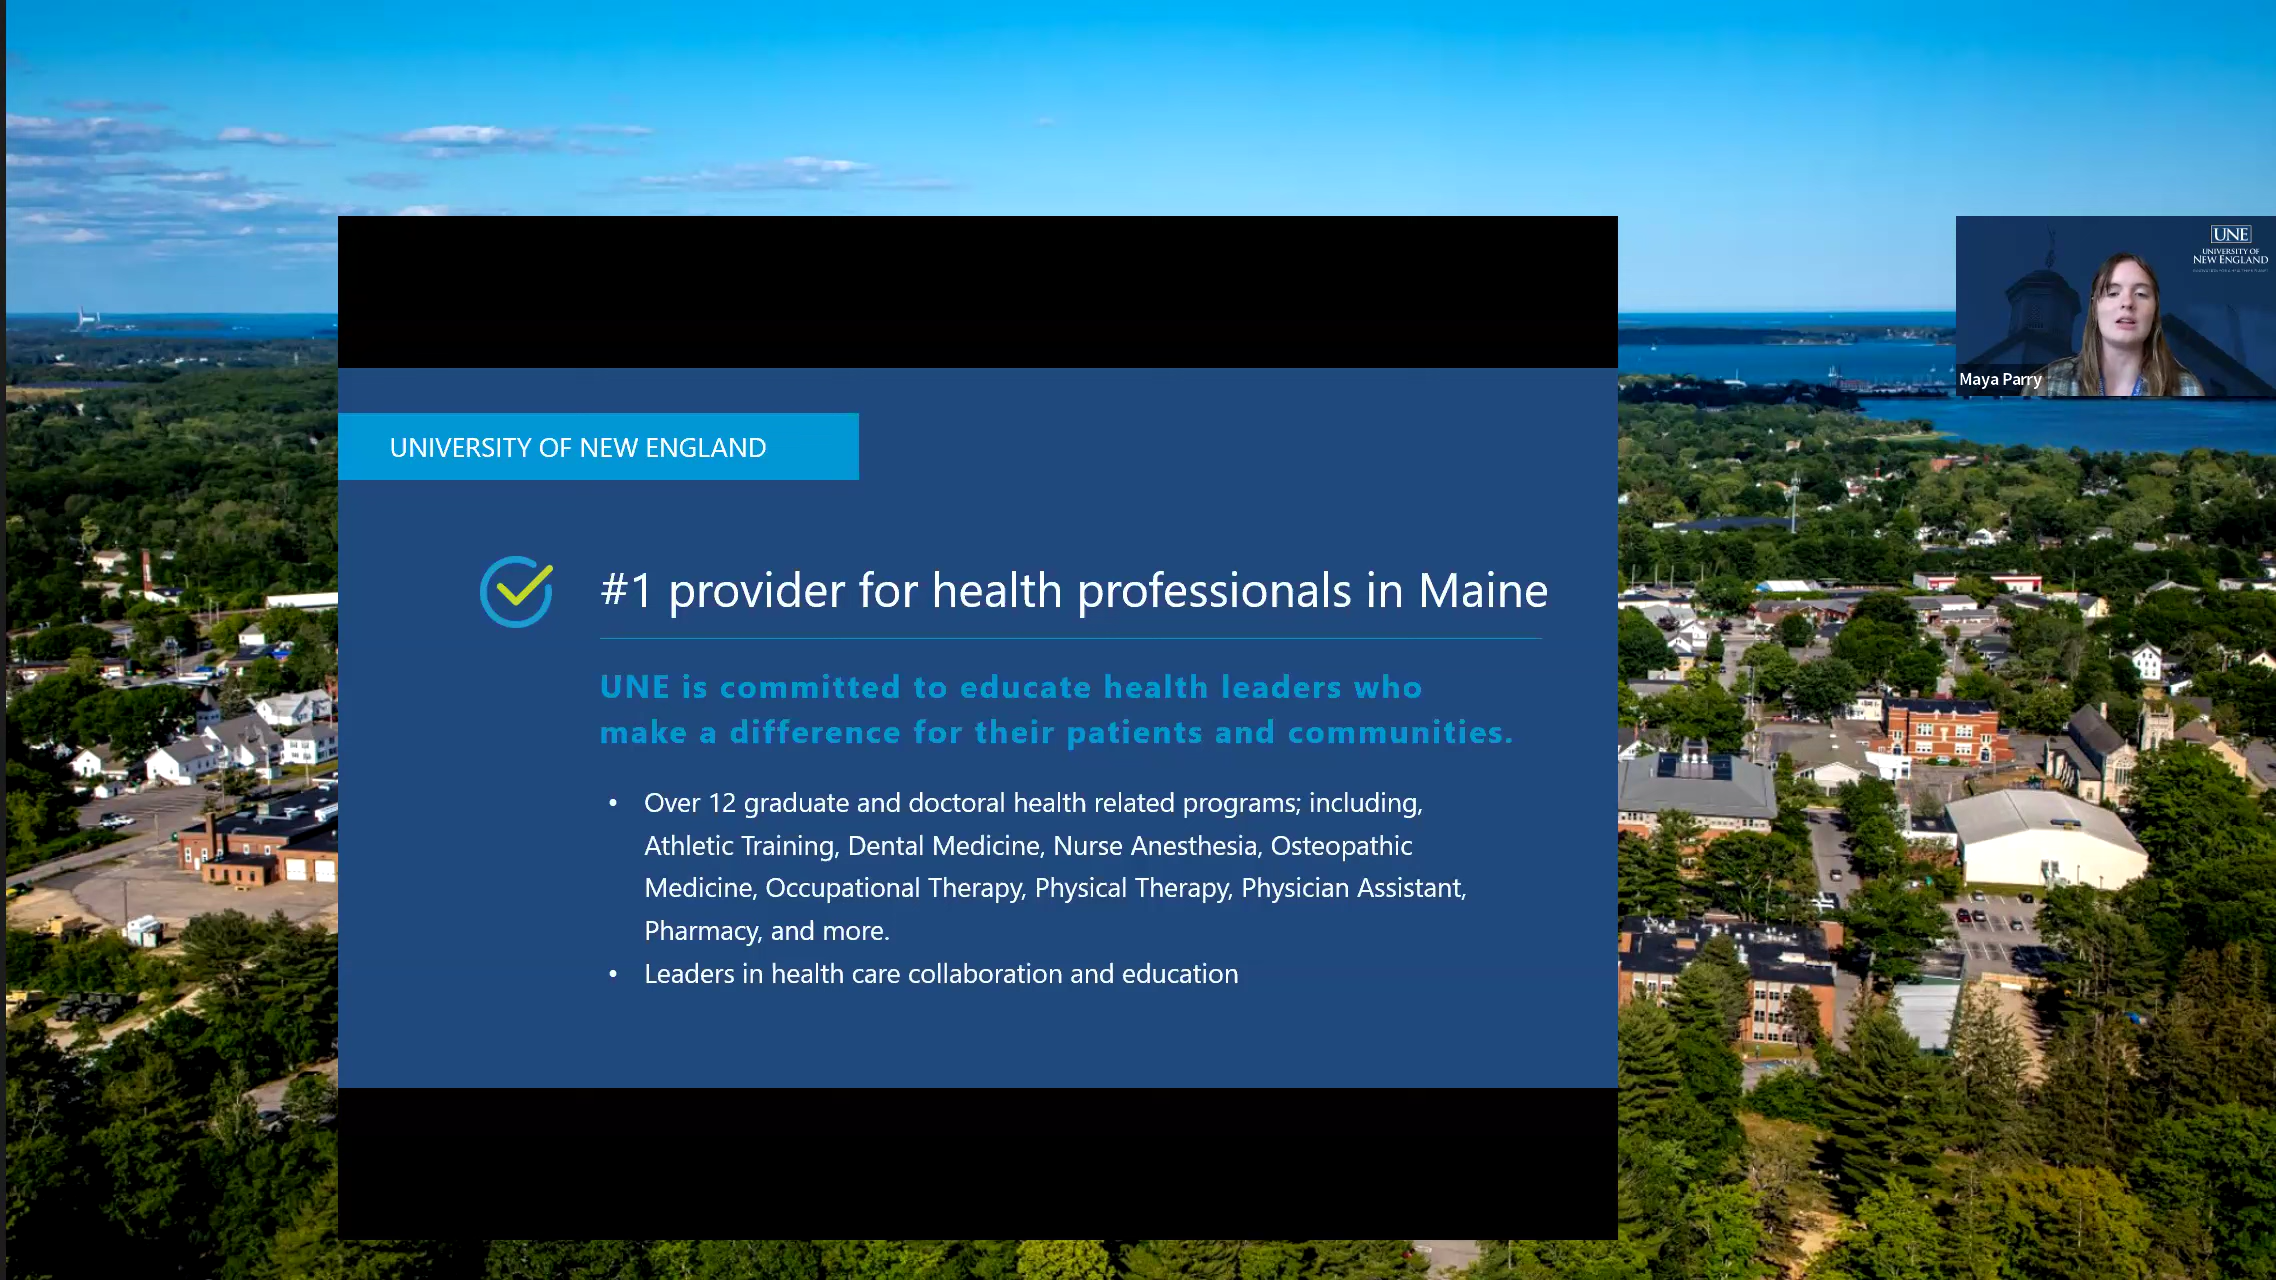 UNIVERSITY OF NEW ENGLAND
#1 provider for health professionals in Maine
UNE is committed to educate health leaders who
make a difference for their patients and communities.
• Over 12 graduate and doctoral health related programs; including,
Athletic Training, Dental Medicine, Nurse Anesthesia, Osteopathic
Medicine, Occupational Therapy, Physical Therapy, Physician Assistant,
Pharmacy, and more.
• Leaders in health care collaboration and education
UNE
UNIVERSITY OF
NEW ENGLAND
Maya Parry